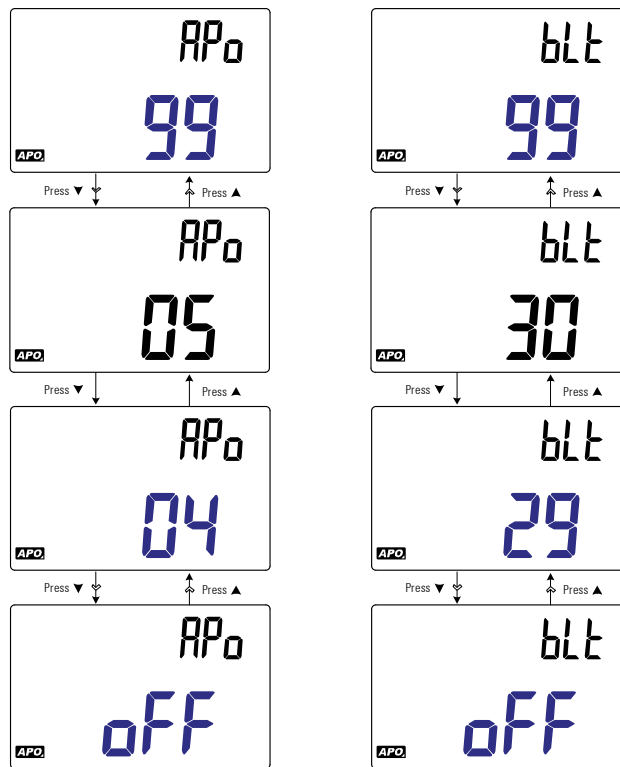 APo
99
APO
Press ▼
Press ▲
APo
05
APO
Press ▼
Press ▲
APo
04
APO
Press ▼
Press ▲
APo
oFF
APO
bLt
99
APO
Press ▼
Press ▲
bLt
30
APO
Press ▼
Press ▲
bLt
29
APO
Press ▼
Press ▲
bLt
oFF
APO